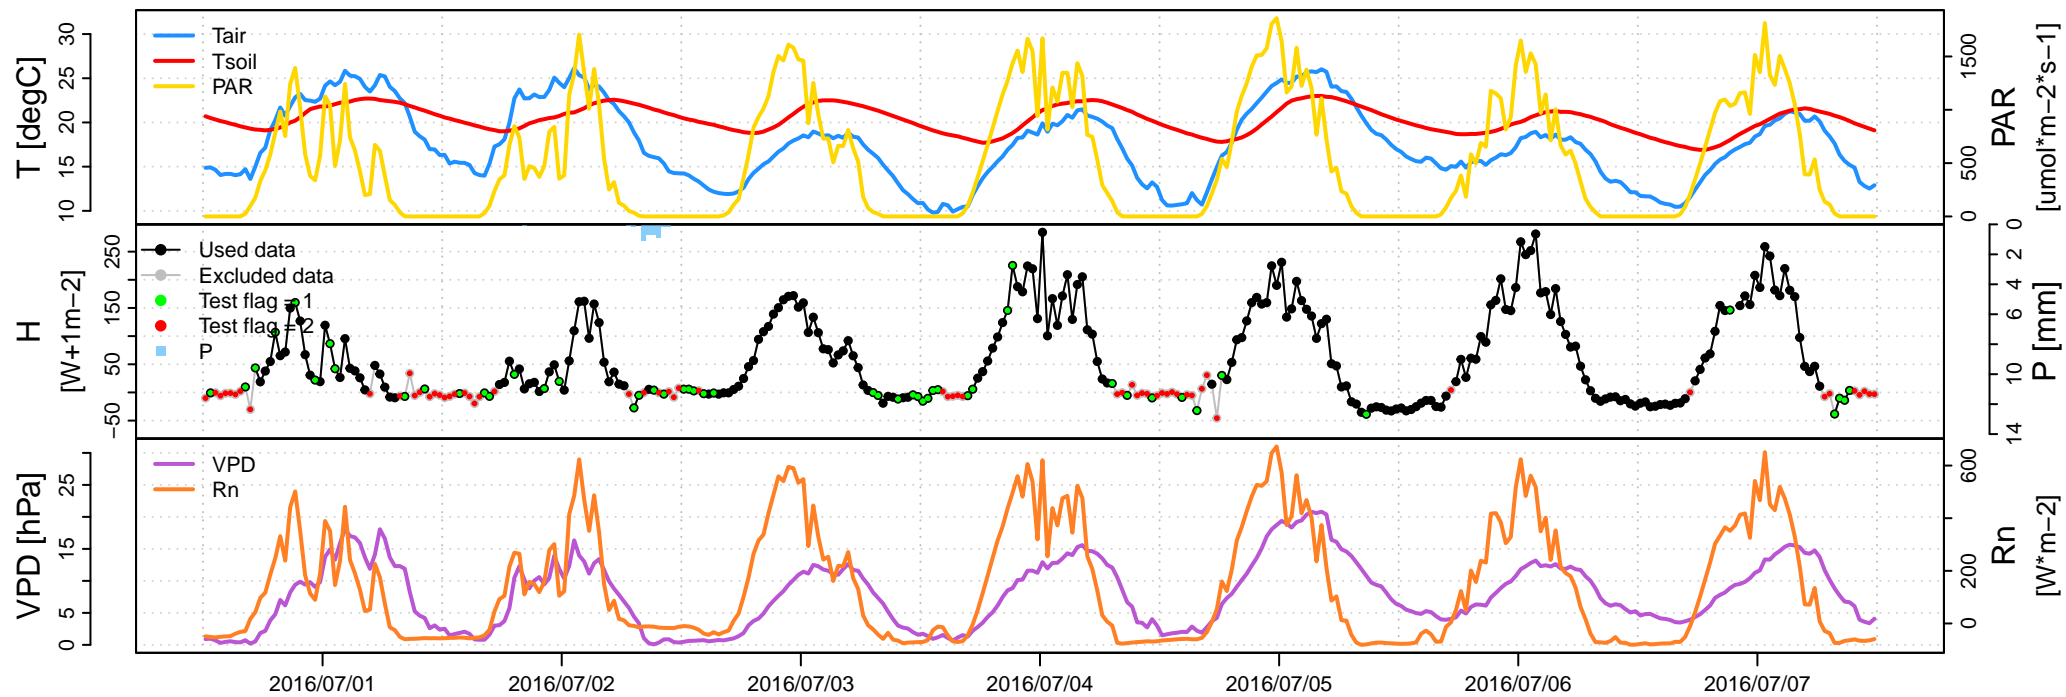 T [degC]
10 15 20 25 30
Tair
Tsoil
PAR
0 500 1500
PAR
[umol*m−2*s−1]
H
[W+1m−2]
−50 50 150 250
Used data
Excluded data
Test flag = 1
Test flag = 2
P
0 2 4 6 10 14
P [mm]
VPD [hPa]
0 5 15 25
VPD
Rn
0 200 600
Rn
[W*m−2]
2016/07/01 2016/07/02 2016/07/03 2016/07/04 2016/07/05 2016/07/06 2016/07/07